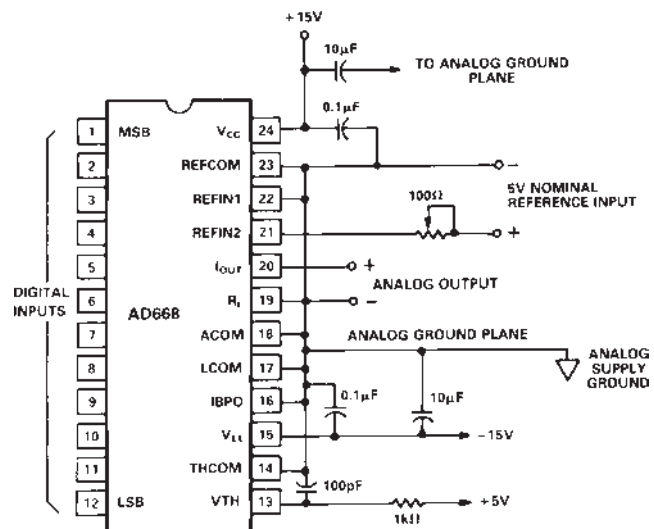 +15V
10µF
TO ANALOG GROUND PLANE
0.1µF
1 MSB VCC 24
2 REFCOM 23
−
3 REFIN1 22
5V NOMINAL REFERENCE INPUT
100Ω
4 REFIN2 21
+
5 IOUT 20
+
DIGITAL INPUTS
ANALOG OUTPUT
6 AD668 RL 19
−
7 ACOM 18
ANALOG GROUND PLANE
8 LCOM 17
ANALOG SUPPLY GROUND
9 IBPO 16
0.1µF
10µF
10 VEE 15
−15V
11 THCOM 14
100pF
12 LSB VTH 13
1kΩ
+5V